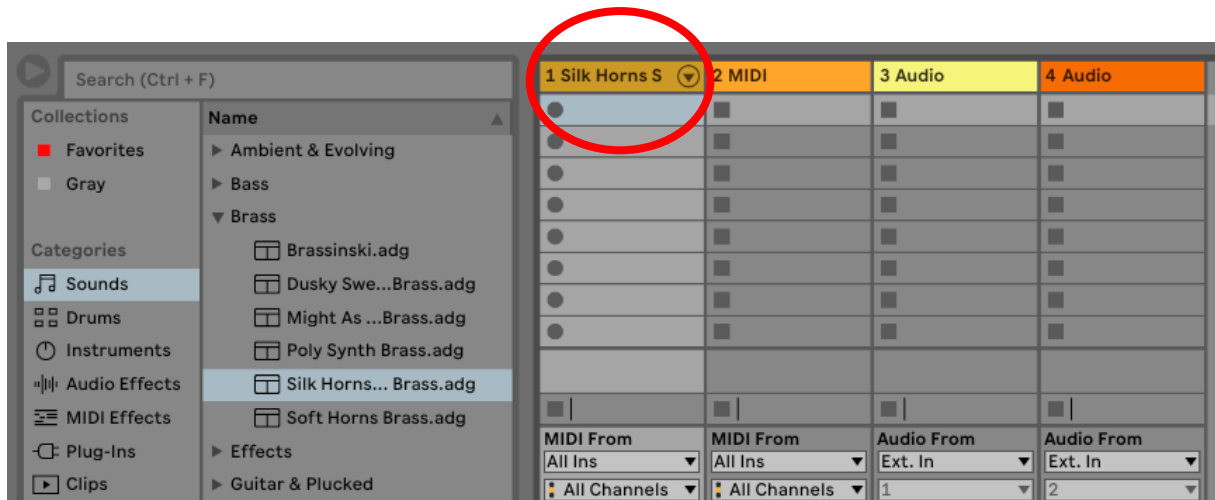 Search (Ctrl + F)
Collections
Favorites
Gray
Categories
Sounds
Drums
Instruments
Audio Effects
MIDI Effects
Plug-Ins
Clips
Name
Ambient & Evolving
Bass
Brass
Brassinski.adg
Dusky Swe...Brass.adg
Might As ...Brass.adg
Poly Synth Brass.adg
Silk Horns... Brass.adg
Soft Horns Brass.adg
Effects
Guitar & Plucked
1 Silk Horns S
2 MIDI
3 Audio
4 Audio
MIDI From
All Ins
All Channels
MIDI From
All Ins
All Channels
Audio From
Ext. In
1
Audio From
Ext. In
2